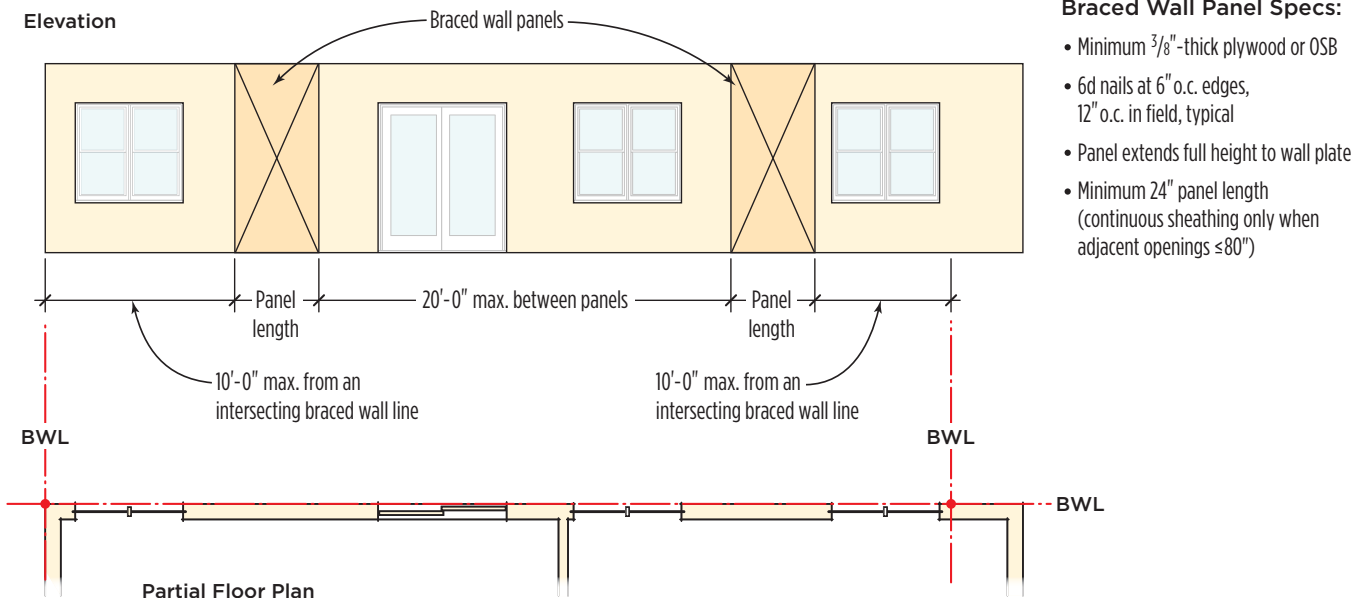 Elevation
Braced wall panels
Braced Wall Panel Specs:
• Minimum 3/8"-thick plywood or OSB
• 6d nails at 6" o.c. edges,
12" o.c. in field, typical
• Panel extends full height to wall plate
• Minimum 24" panel length
(continuous sheathing only when
adjacent openings ≤80")
Panel
length
20'-0" max. between panels
Panel
length
10'-0" max. from an
intersecting braced wall line
10'-0" max. from an
intersecting braced wall line
BWL
BWL
BWL
Partial Floor Plan